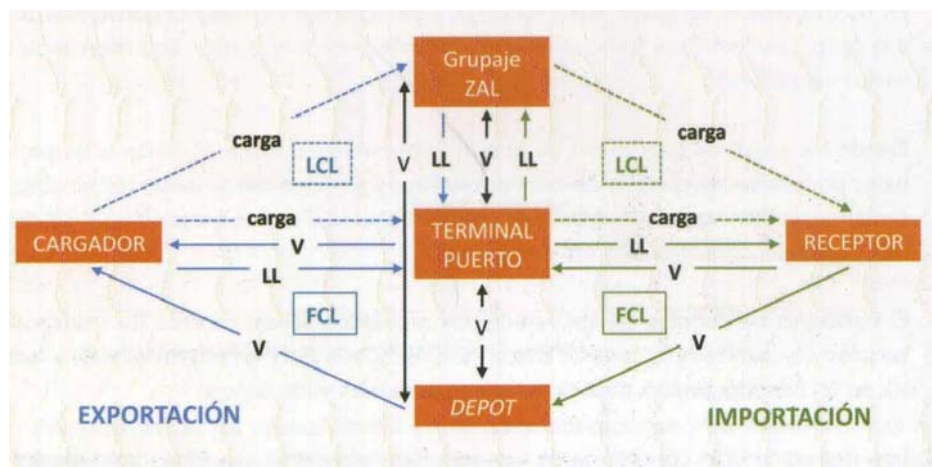 Grupaje
ZAL
carga
carga
LCL
V
LL
V
LL
LCL
carga
carga
CARGADOR
V
TERMINAL
PUERTO
LL
RECEPTOR
LL
V
FCL
FCL
V
V
V
EXPORTACIÓN
DEPOT
IMPORTACIÓN